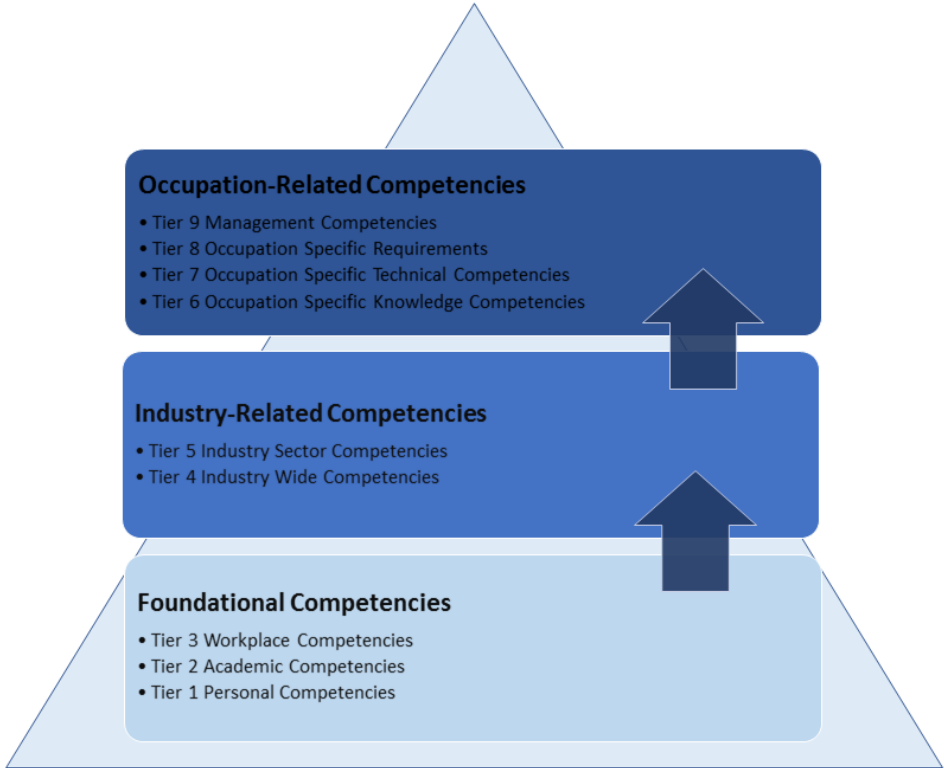 Occupation-Related Competencies
• Tier 9 Management Competencies
• Tier 8 Occupation Specific Requirements
• Tier 7 Occupation Specific Technical Competencies
• Tier 6 Occupation Specific Knowledge Competencies
Industry-Related Competencies
• Tier 5 Industry Sector Competencies
• Tier 4 Industry Wide Competencies
Foundational Competencies
• Tier 3 Workplace Competencies
• Tier 2 Academic Competencies
• Tier 1 Personal Competencies